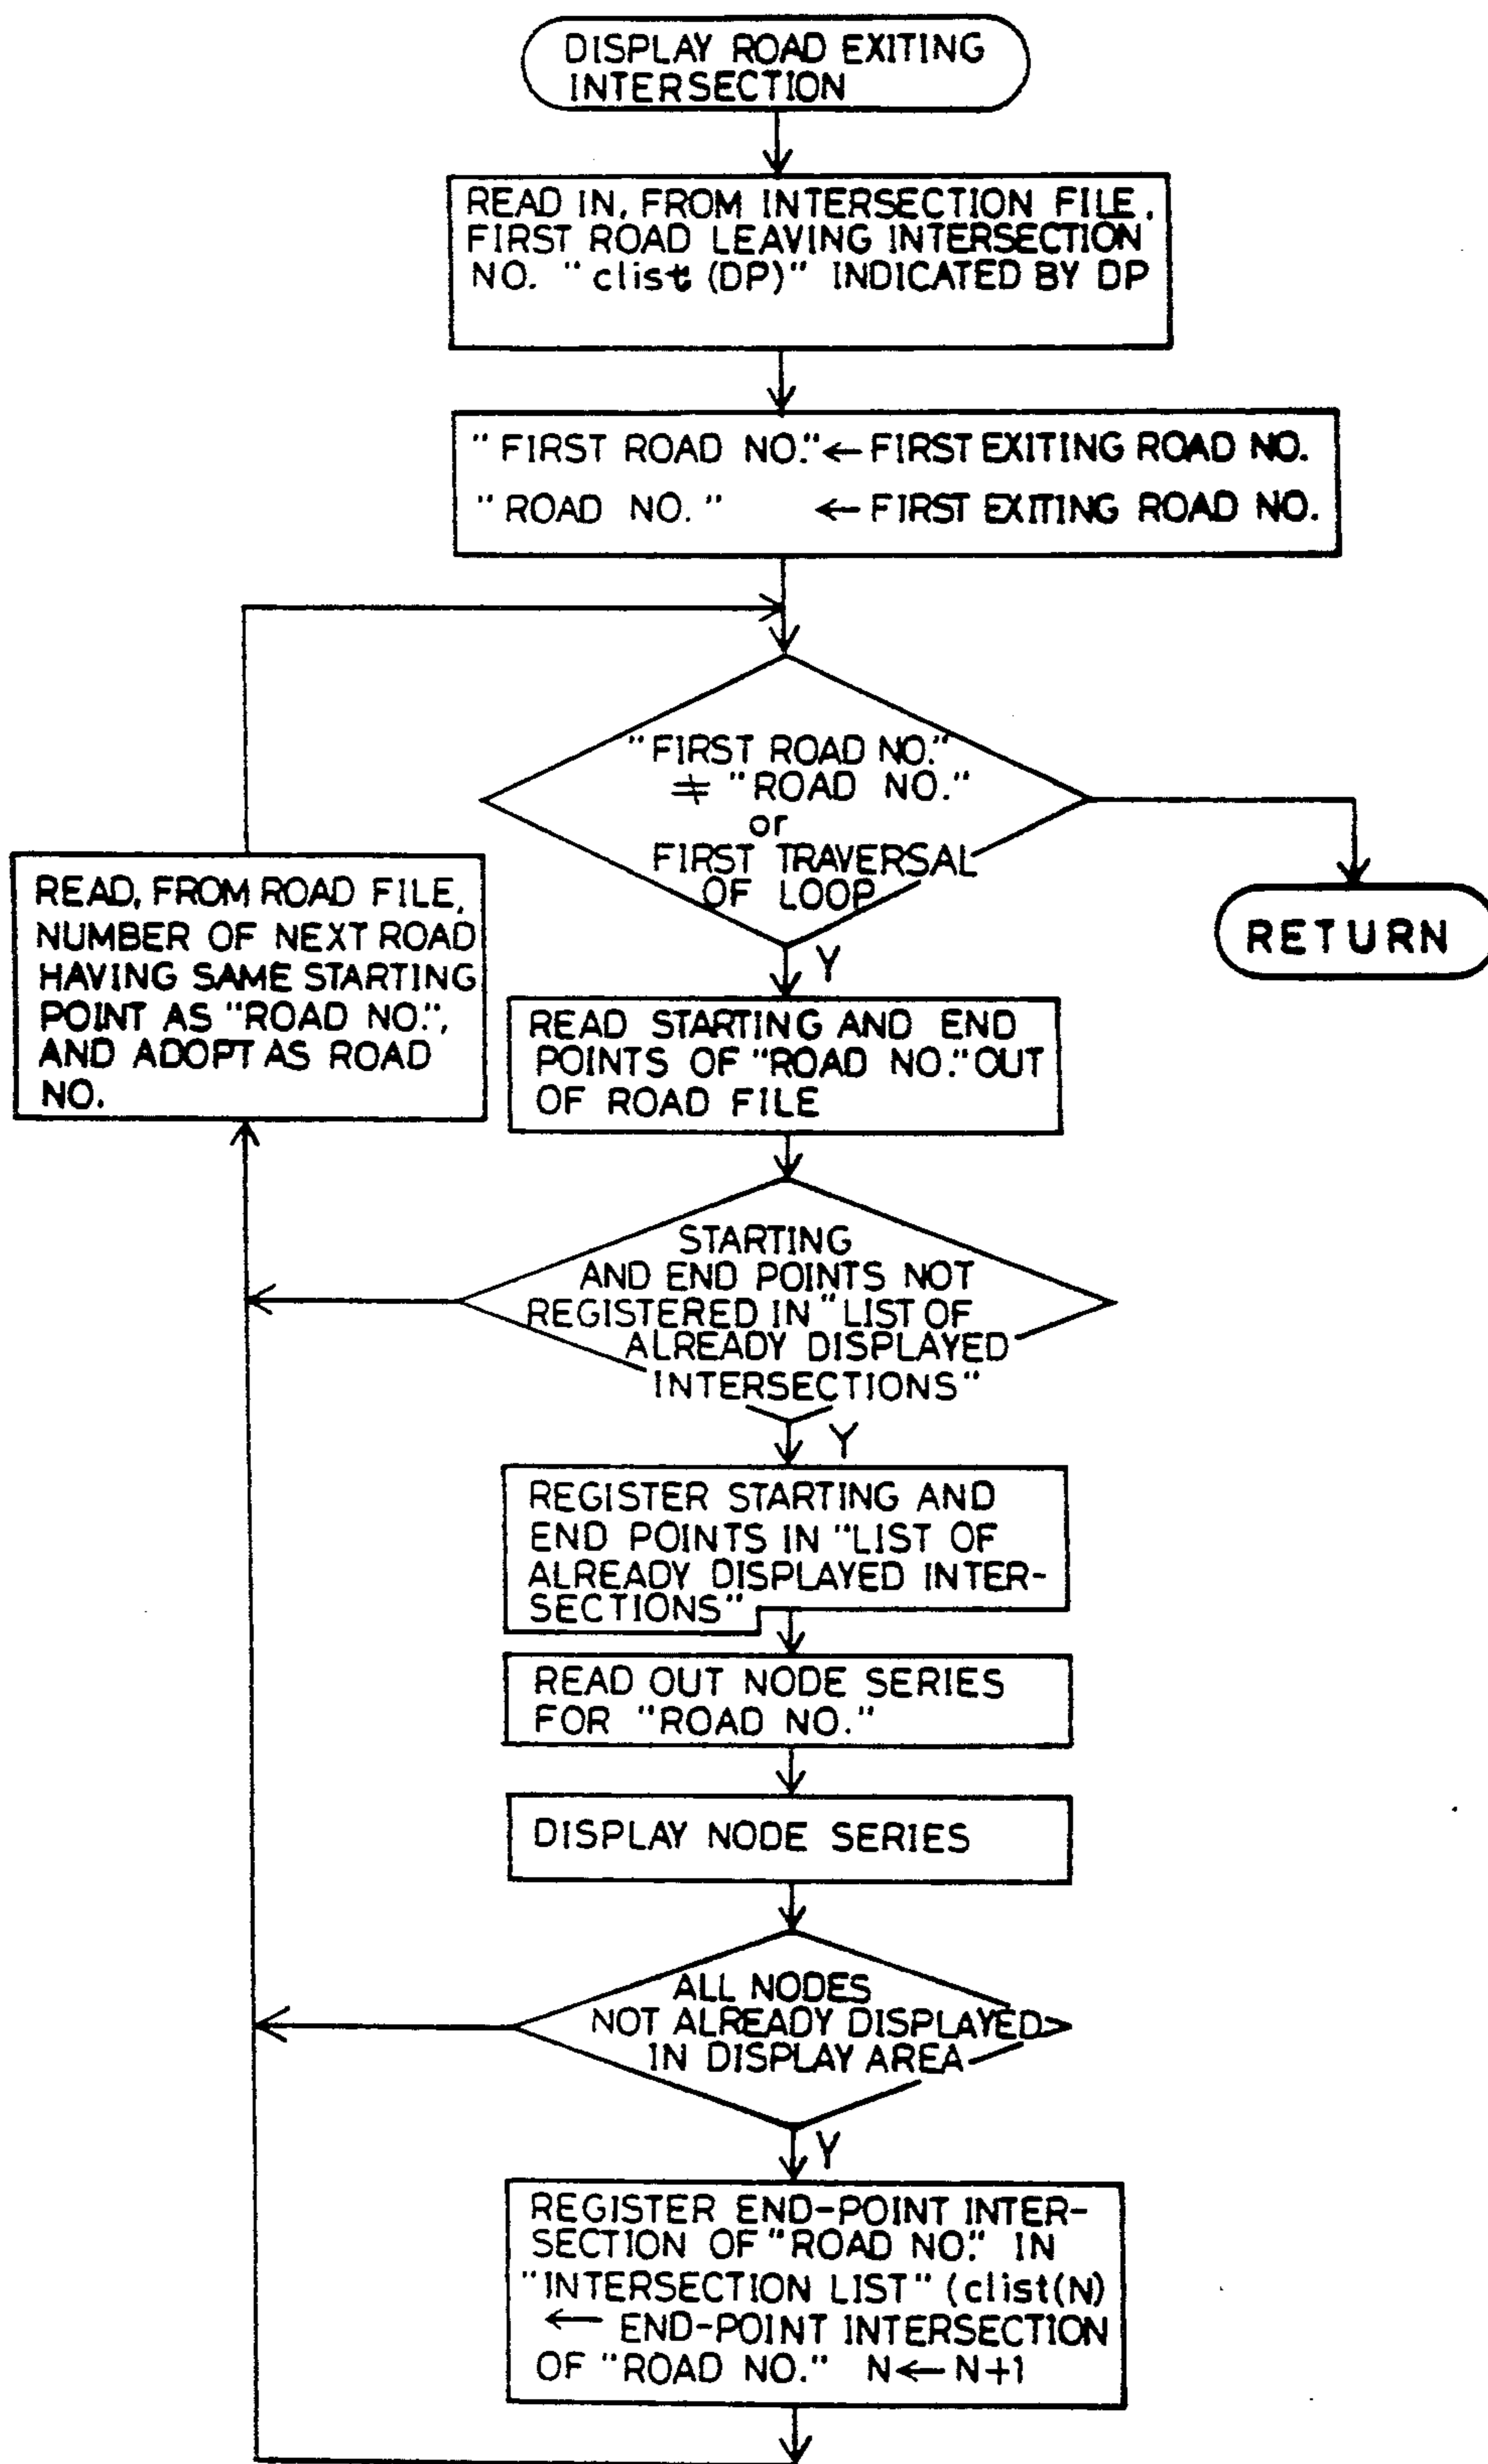 DISPLAY ROAD EXITING
INTERSECTION
READ IN, FROM INTERSECTION FILE,
FIRST ROAD LEAVING INTERSECTION
NO. "clist (DP)" INDICATED BY DP
"FIRST ROAD NO." ← FIRST EXITING ROAD NO.
"ROAD NO." ← FIRST EXITING ROAD NO.
"FIRST ROAD NO."
≠ "ROAD NO."
or
FIRST TRAVERSAL
OF LOOP
RETURN
Y
READ, FROM ROAD FILE,
NUMBER OF NEXT ROAD
HAVING SAME STARTING
POINT AS "ROAD NO.",
AND ADOPT AS ROAD
NO.
READ STARTING AND END
POINTS OF "ROAD NO." OUT
OF ROAD FILE
STARTING
AND END POINTS NOT
REGISTERED IN "LIST OF
ALREADY DISPLAYED
INTERSECTIONS"
Y
REGISTER STARTING AND
END POINTS IN "LIST OF
ALREADY DISPLAYED INTER-
SECTIONS"
READ OUT NODE SERIES
FOR "ROAD NO."
DISPLAY NODE SERIES
ALL NODES
NOT ALREADY DISPLAYED
IN DISPLAY AREA
Y
REGISTER END-POINT INTER-
SECTION OF "ROAD NO." IN
"INTERSECTION LIST" (clist(N)
← END-POINT INTERSECTION
OF "ROAD NO." N←N+1